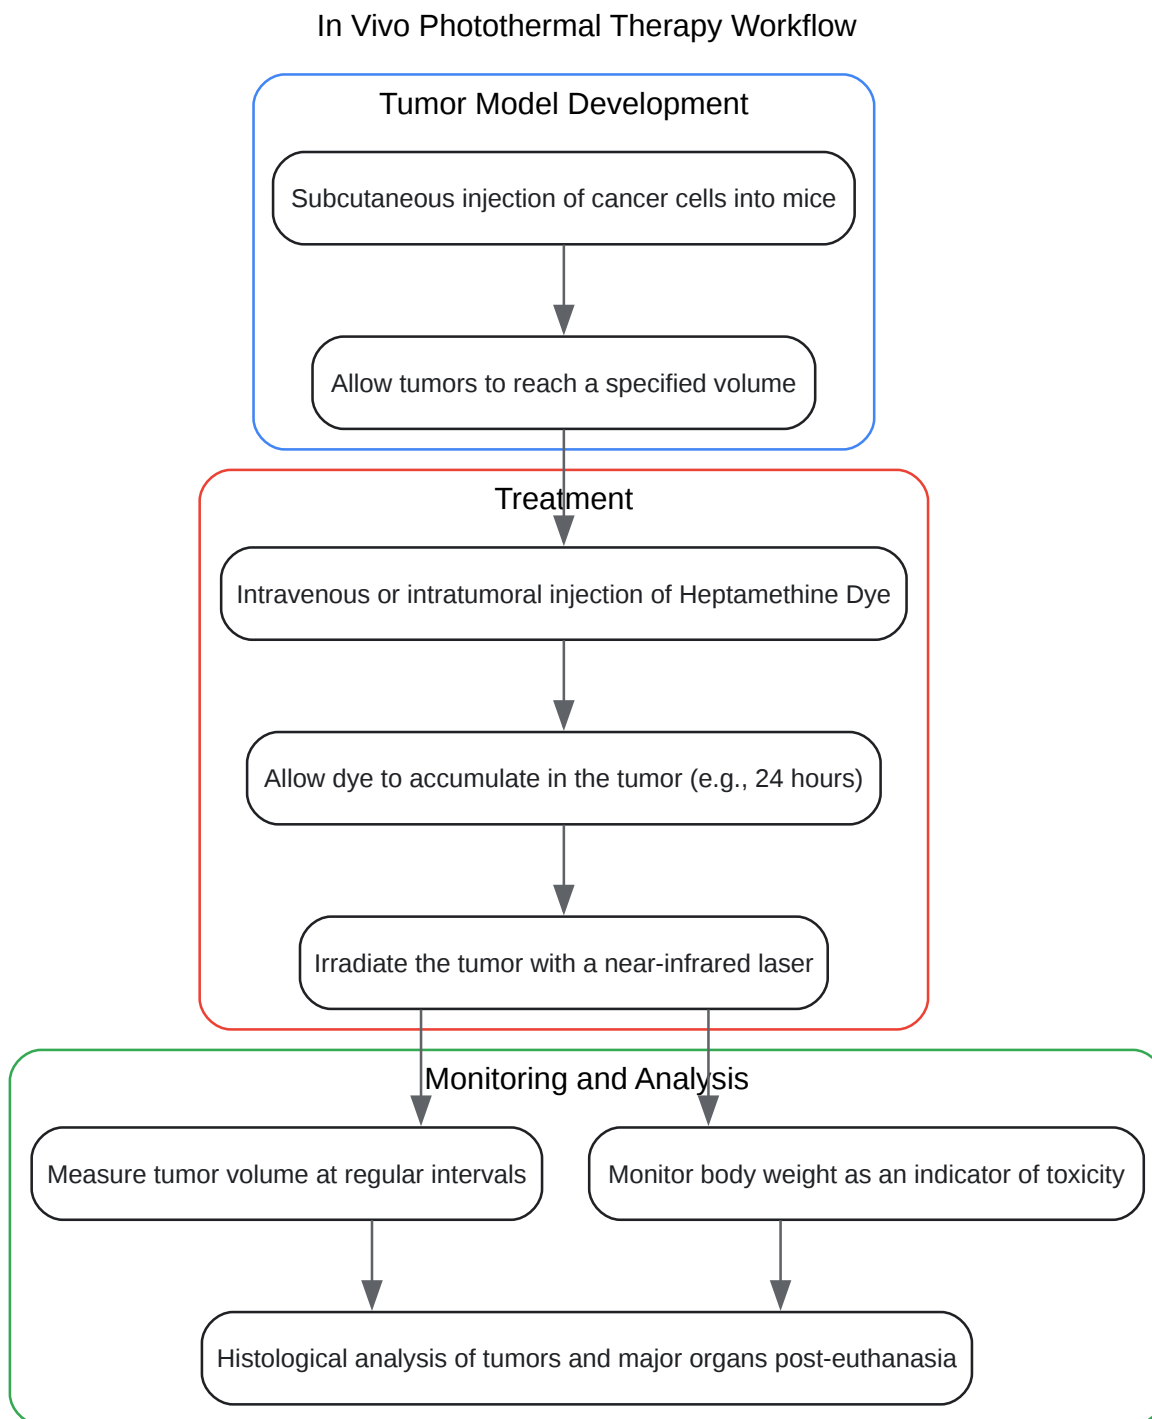 In Vivo Photothermal Therapy Workflow
Tumor Model Development
Subcutaneous injection of cancer cells into mice
Allow tumors to reach a specified volume
Treatment
Intravenous or intratumoral injection of Heptamethine Dye
Allow dye to accumulate in the tumor (e.g., 24 hours)
Irradiate the tumor with a near-infrared laser
Monitoring and Analysis
Measure tumor volume at regular intervals
Monitor body weight as an indicator of toxicity
Histological analysis of tumors and major organs post-euthanasia